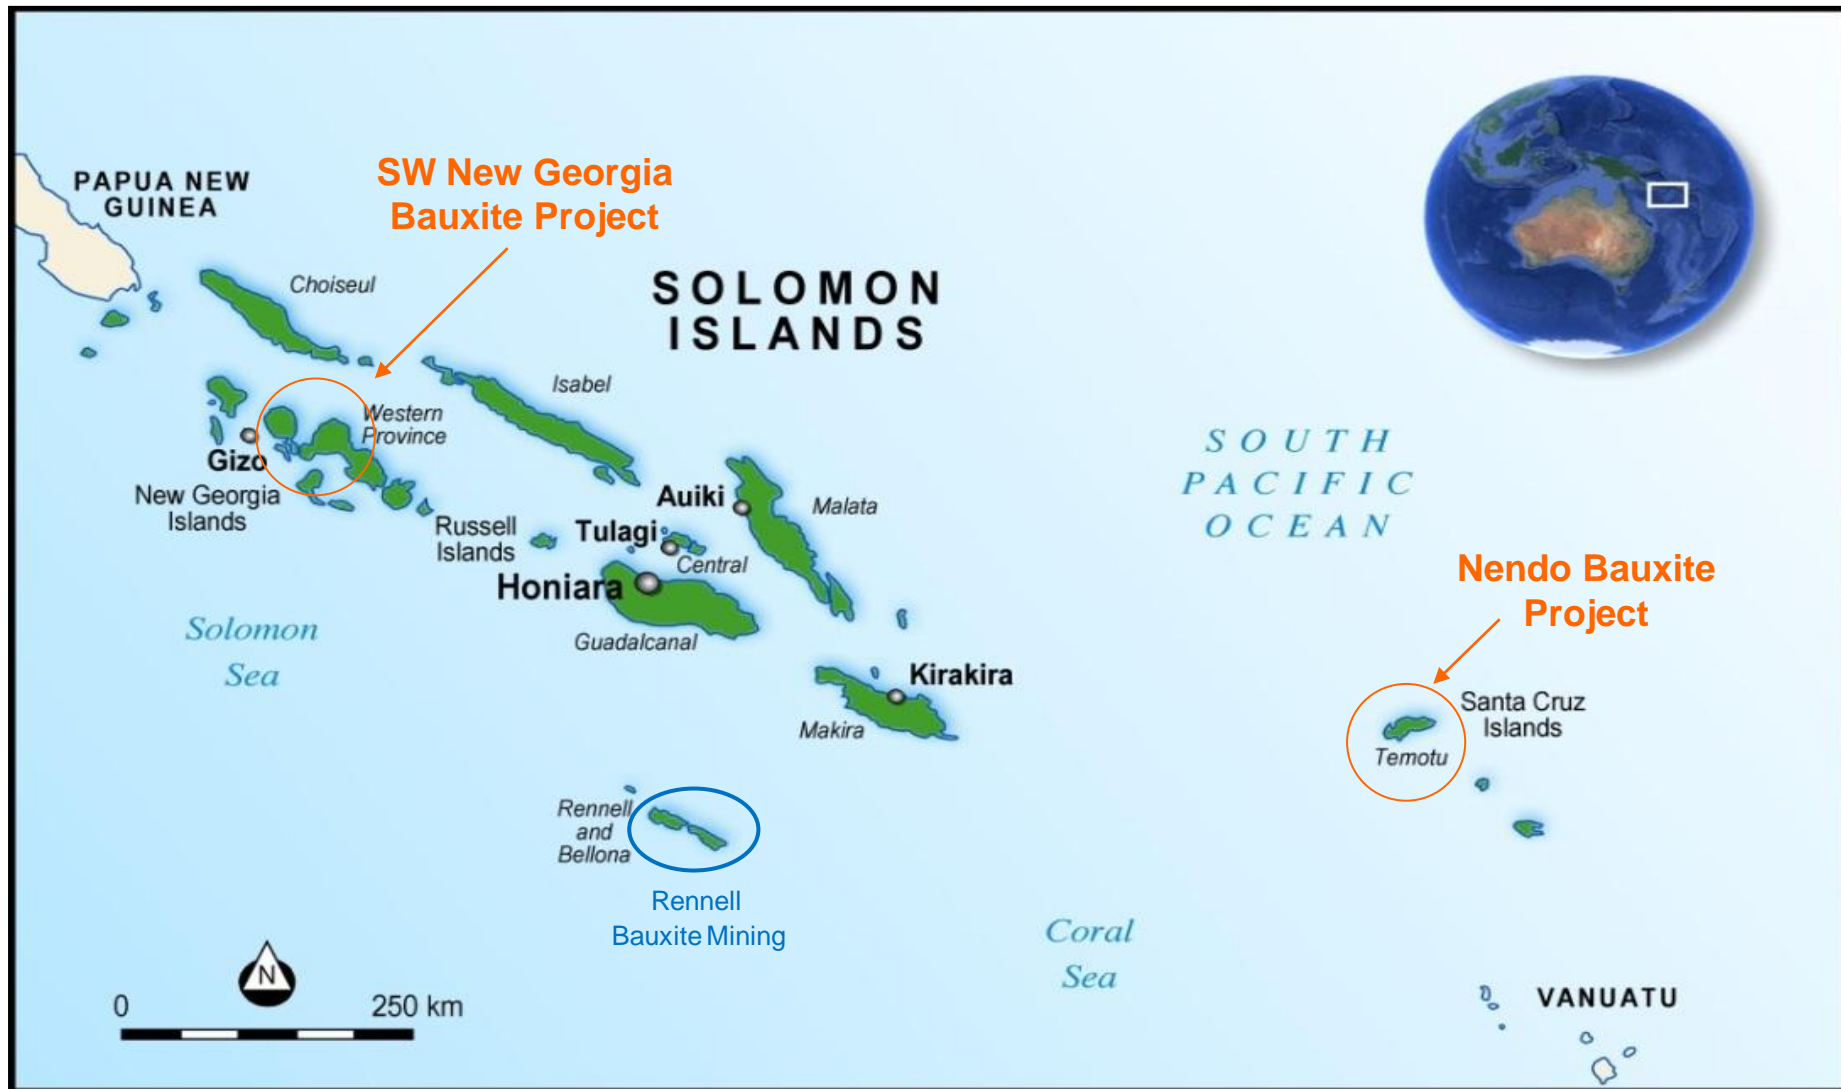 PAPUA NEW
GUINEA
SW New Georgia
Bauxite Project
Choiseul
SOLOMON
ISLANDS
Isabel
Western
Province
Gizo
New Georgia
Islands
Russell
Islands
Auiki
Malata
Tulagi
Central
Honiara
Guadalcanal
SOUTH
PACIFIC
OCEAN
Nendo Bauxite
Project
Solomon
Sea
Kirakira
Makira
Santa Cruz
Islands
Temotu
Rennell
and
Bellona
Rennell
Bauxite Mining
Coral
Sea
N
0 250 km
VANUATU